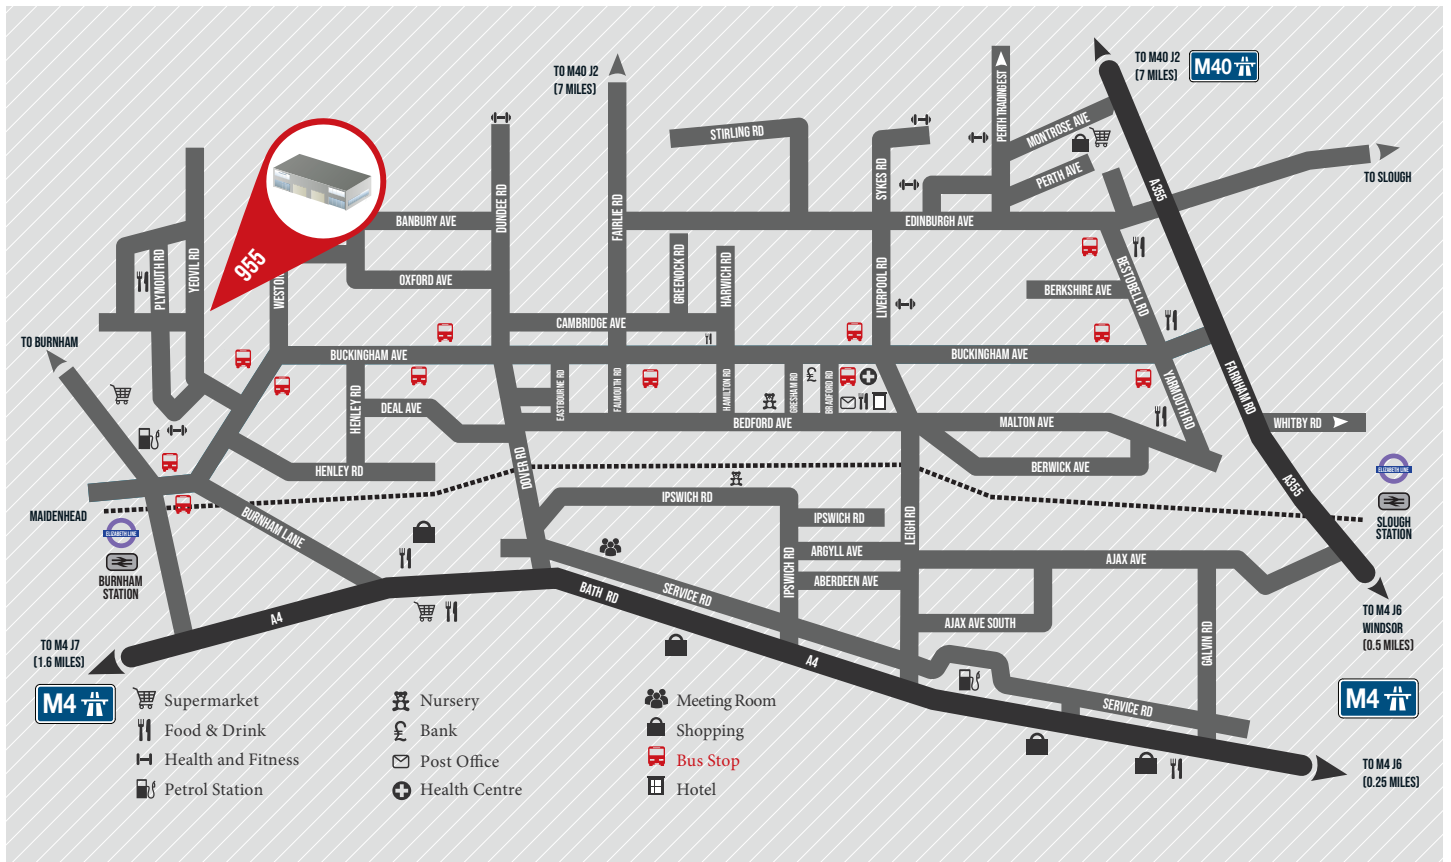 TO M40 J2
(7 MILES)
M40
TO M40 J2
(7 MILES)
PERTH TRADING EST
MONTROSE AVE
STIRLING RD
PERTH AVE
A355
TO SLOUGH
SYKES RD
DUNDEE RD
FAIRLIE RD
BANBURY AVE
EDINBURGH AVE
PLYMOUTH RD
YEOVIL RD
955
WESTON
OXFORD AVE
GREENOCK RD
HARWICH RD
LIVERPOOL RD
BERKSHIRE AVE
BESTOBELL RD
CAMBRIDGE AVE
TO BURNHAM
BUCKINGHAM AVE
BUCKINGHAM AVE
FARNHAM RD
HENLEY RD
DEAL AVE
EASTBOURNE RD
FALMOUTH RD
HAMILTON RD
GRESHAM RD
BRADFORD RD
YARMOUTH RD
BEDFORD AVE
MALTON AVE
WHITBY RD
HENLEY RD
DOVER RD
BERWICK AVE
A355
ELIZABETH LINE
SLOUGH
STATION
MAIDENHEAD
ELIZABETH LINE
BURNHAM
STATION
BURNHAM LANE
IPSWICH RD
IPSWICH RD
IPSWICH RD
ARGYLL AVE
ABERDEEN AVE
LEIGH RD
AJAX AVE
AJAX AVE SOUTH
GALVIN RD
SERVICE RD
BATH RD
A4
A4
TO M4 J6
WINDSOR
(0.5 MILES)
M4
TO M4 J7
(1.6 MILES)
M4
SERVICE RD
TO M4 J6
(0.25 MILES)
Supermarket
Food & Drink
Health and Fitness
Petrol Station
Nursery
Bank
Post Office
Health Centre
Meeting Room
Shopping
Bus Stop
Hotel